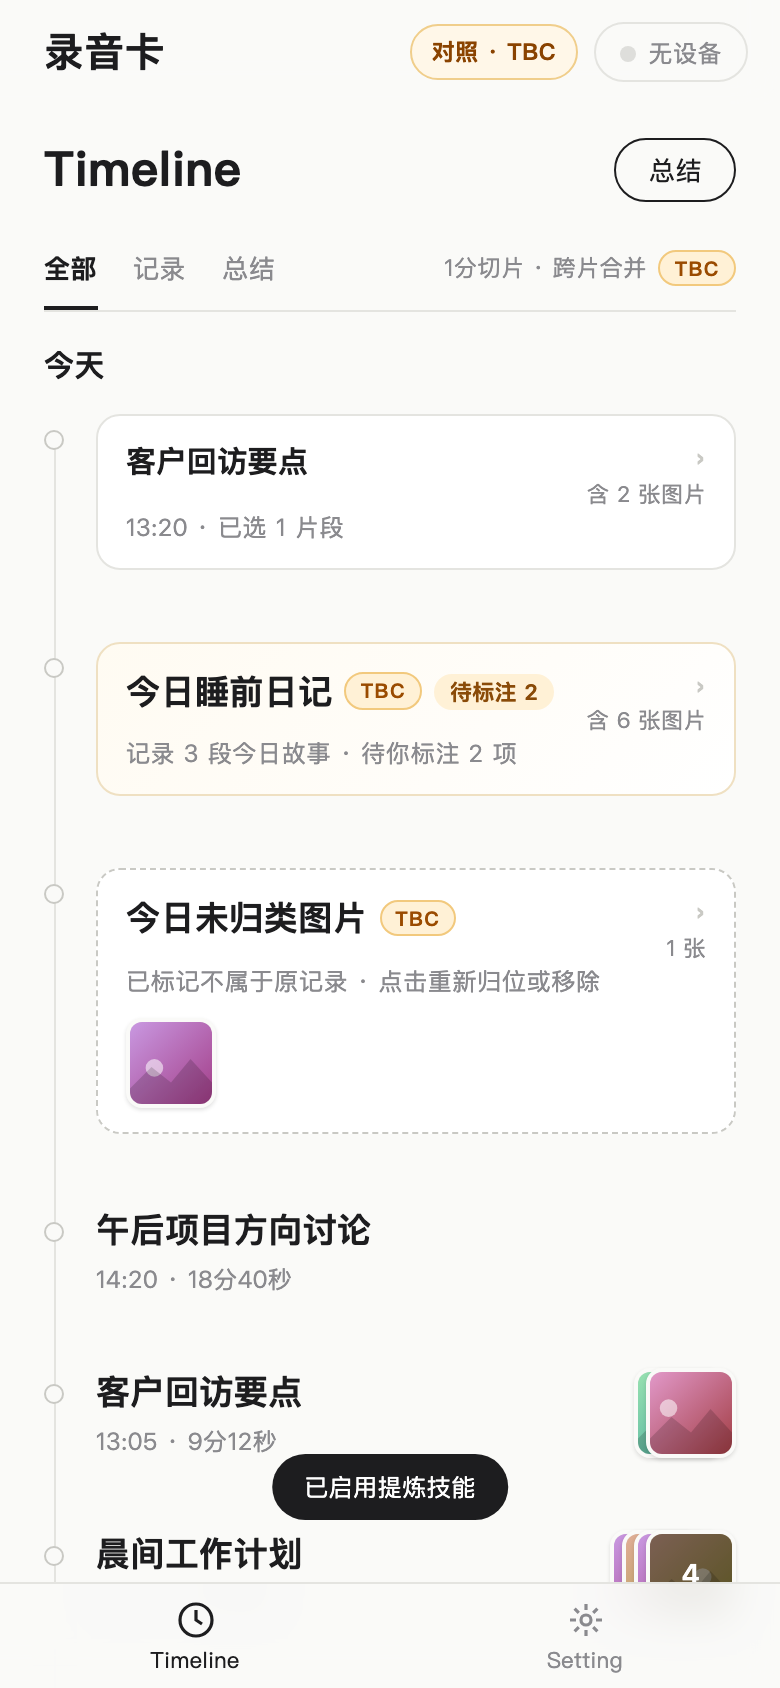 录音卡
对照 · TBC
无设备
Timeline
总结
全部 记录 总结
1分切片 · 跨片合并 TBC
今天
客户回访要点
›
含 2 张图片
13:20 · 已选 1 片段
今日睡前日记 TBC 待标注 2
›
含 6 张图片
记录 3 段今日故事 · 待你标注 2 项
今日未归类图片 TBC
›
1 张
已标记不属于原记录 · 点击重新归位或移除
午后项目方向讨论
14:20 · 18分40秒
客户回访要点
13:05 · 9分12秒
已启用提炼技能
晨间工作计划
4
Timeline
Setting